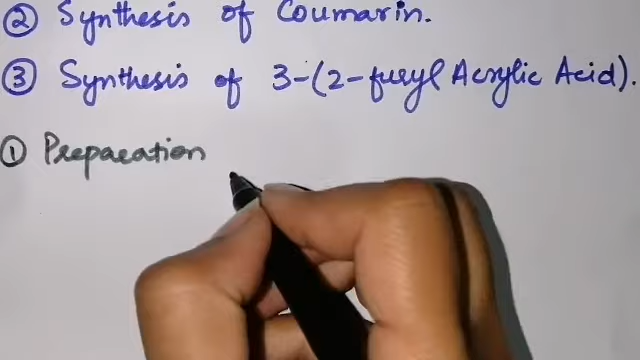 ② Synthesis of Coumarin.
③ Synthesis of 3-(2-furyl Acrylic Acid).
① Preparation